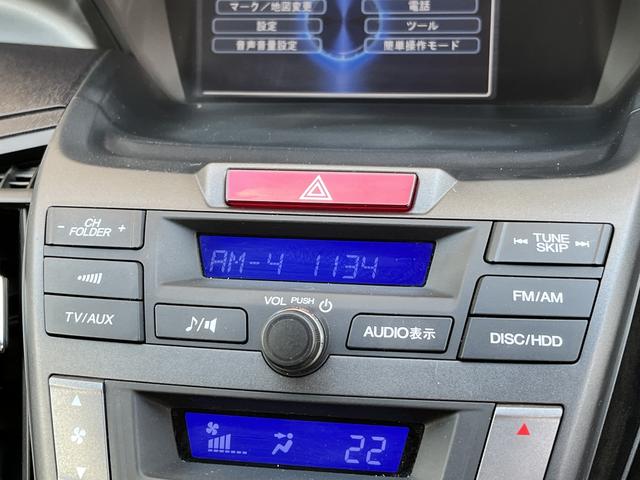 マーク／地図変更 電話
設定 ツール
音声音量設定 簡単操作モード
- CH FOLDER +
AM-4 1134
TUNE SKIP
VOL PUSH
FM/AM
TV/AUX
AUDIO表示
DISC/HDD
22